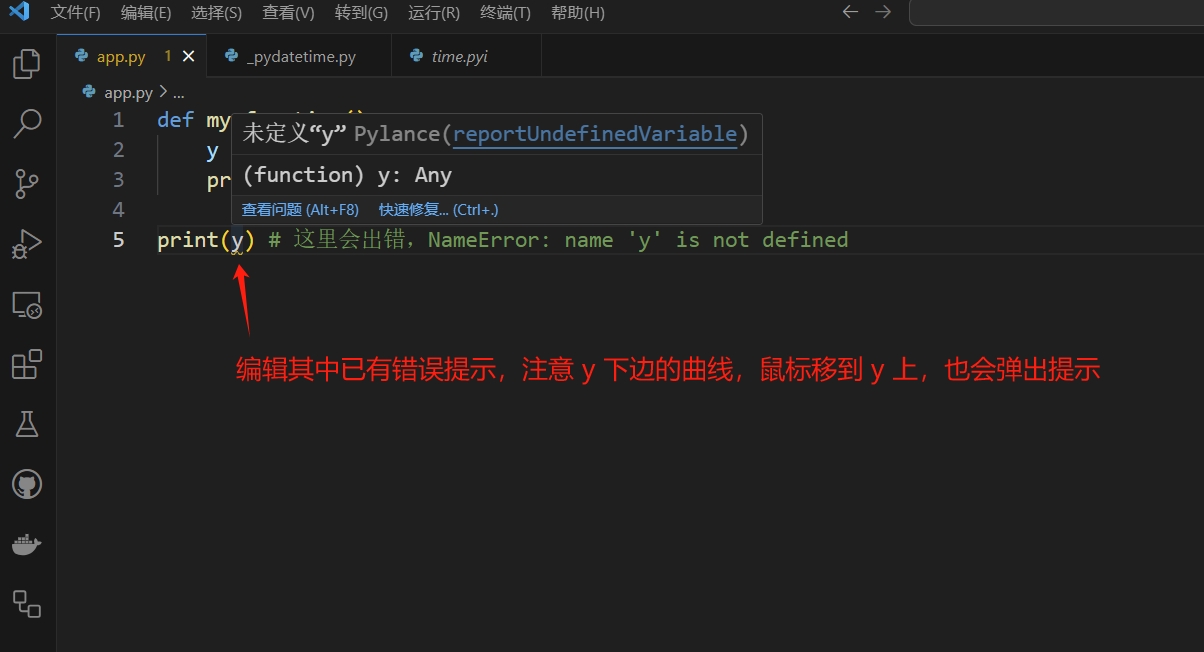 文件(F) 编辑(E) 选择(S) 查看(V) 转到(G) 运行(R) 终端(T) 帮助(H)
app.py 1 _pydatetime.py time.pyi
app.py > ...
1 def my_function():
未定义“y” Pylance(reportUndefinedVariable)
2 y
(function) y: Any
3 pr
4
查看问题 (Alt+F8) 快速修复... (Ctrl+.)
5 print(y) # 这里会出错，NameError: name 'y' is not defined
编辑其中已有错误提示，注意 y 下边的曲线，鼠标移到 y 上，也会弹出提示